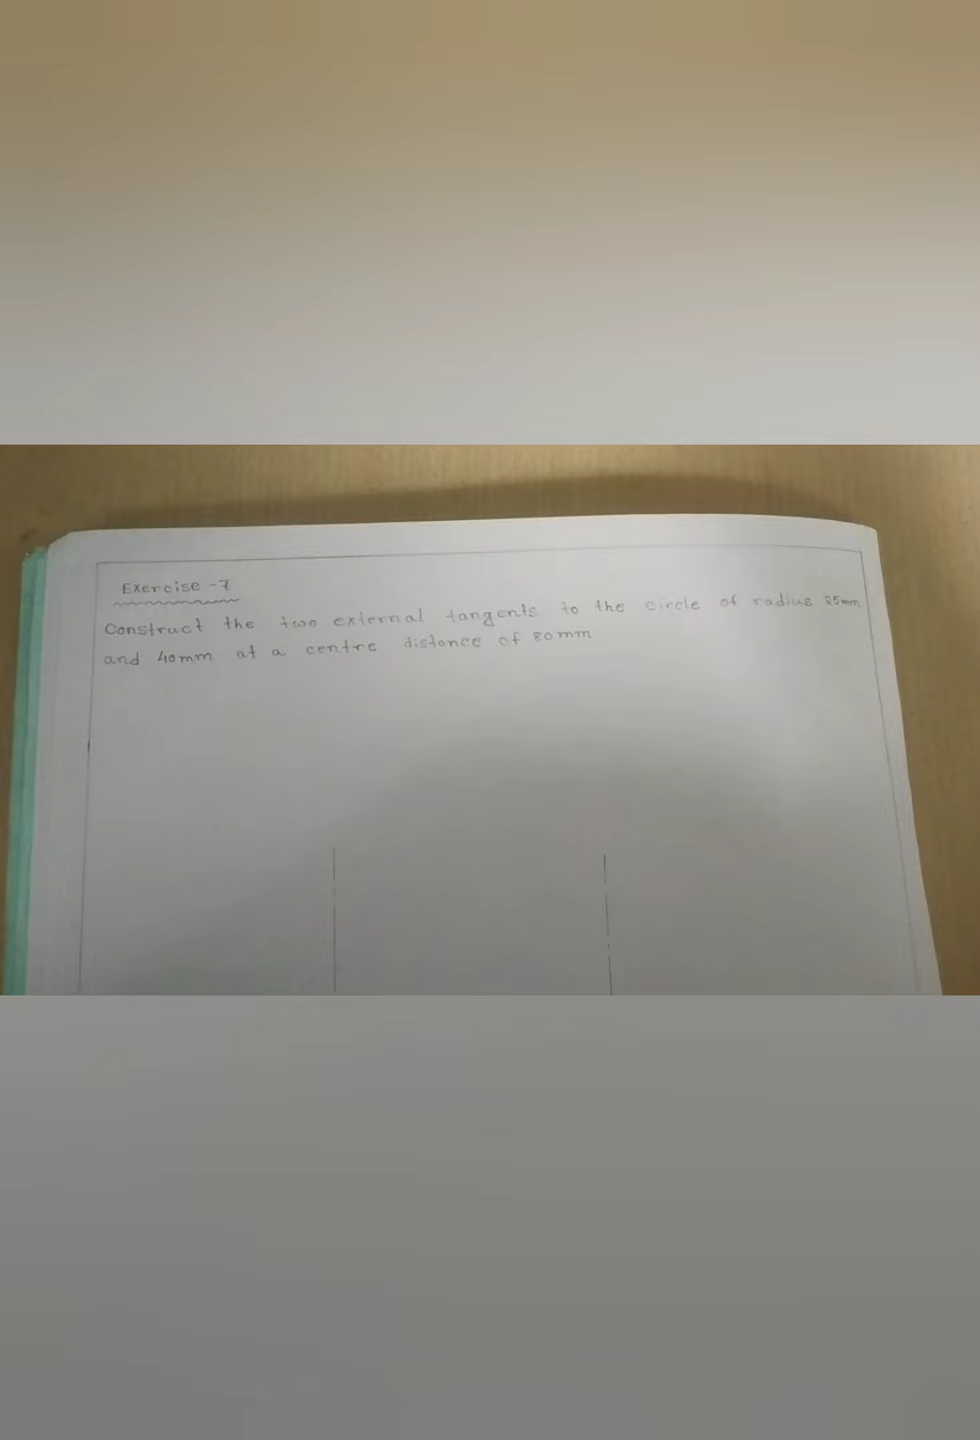 Exercise -7
Construct the two external tangents to the circle of radius 25mm
and 40mm at a centre distance of 80mm